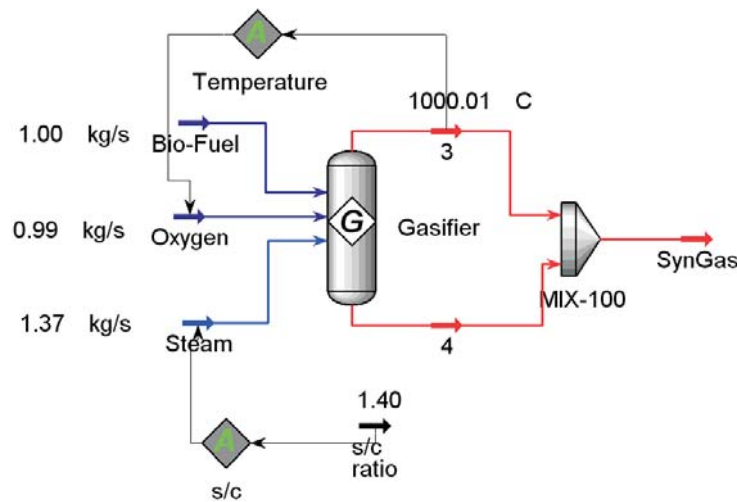 A
Temperature
1000.01 C
1.00 kg/s
Bio-Fuel
3
0.99 kg/s
Oxygen
G
Gasifier
SynGas
MIX-100
1.37 kg/s
Steam
4
1.40
A
s/c
ratio
s/c